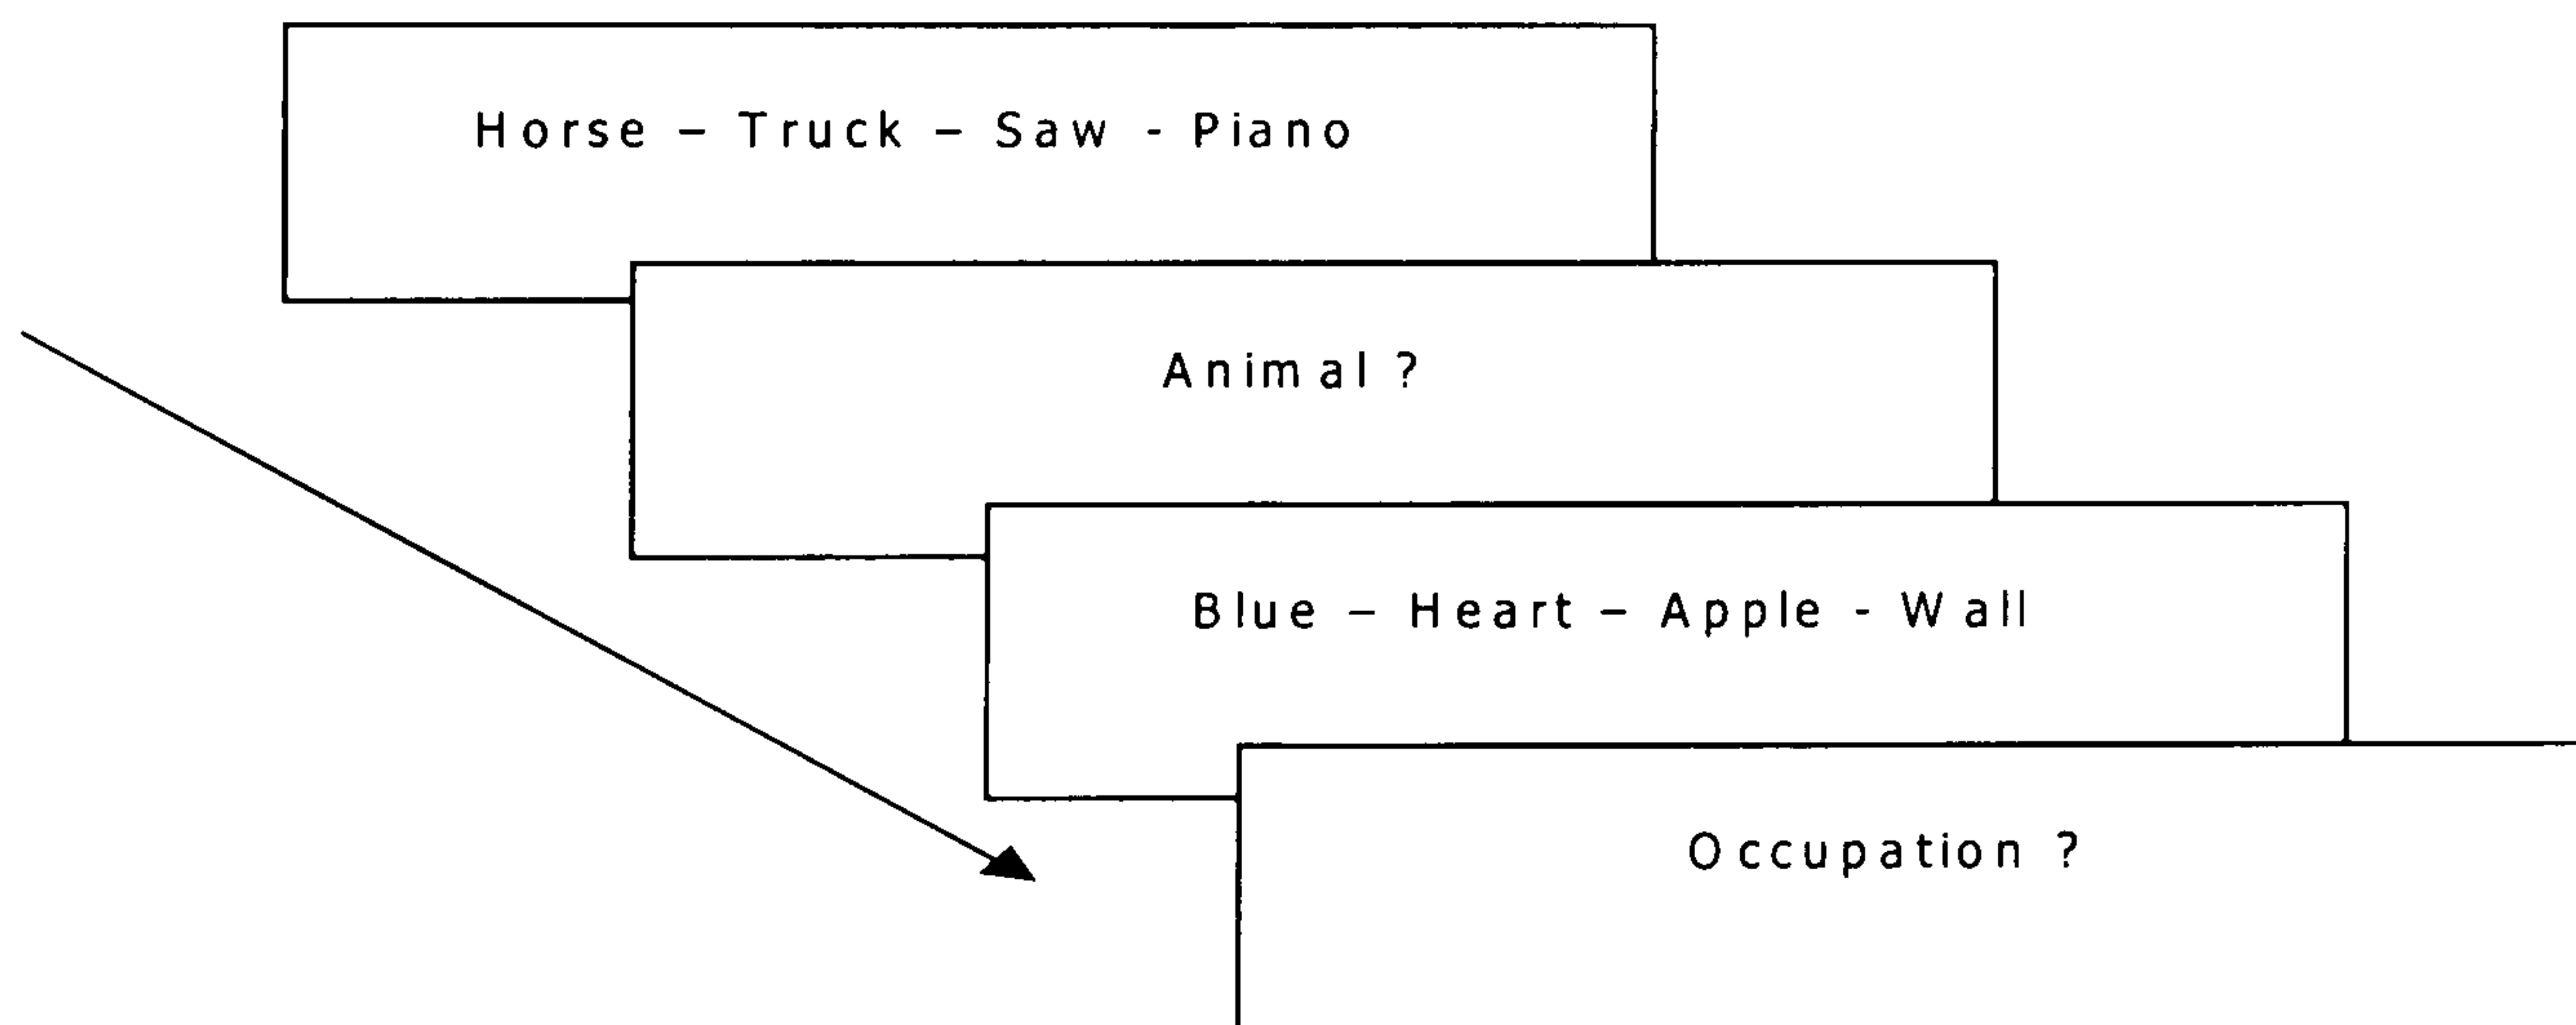 Horse – Truck – Saw - Piano
Animal ?
Blue – Heart – Apple - Wall
Occupation ?